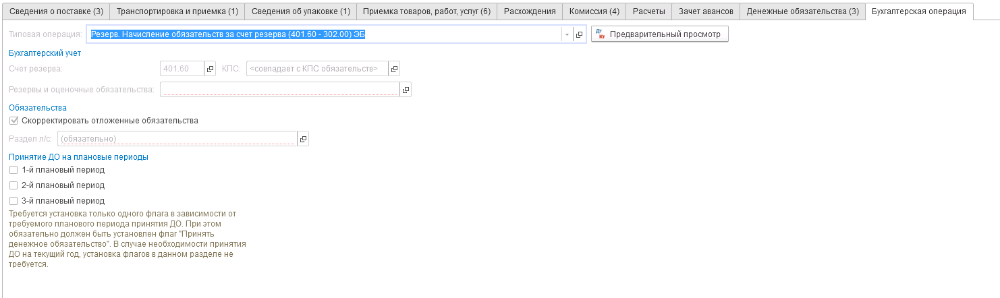 Сведения о поставке (3) Транспортировка и приемка (1) Сведения об упаковке (1) Приемка товаров, работ, услуг (6) Расхождения Комиссия (4) Расчеты Зачет авансов Денежные обязательства (3) Бухгалтерская операция
Типовая операция: Резерв. Начисление обязательств за счет резерва (401.60 - 302.00) ЭБ Дт Кт Предварительный просмотр
Бухгалтерский учет
Счет резерва: 401.60 КПС: <совпадает с КПС обязательств>
Резервы и оценочные обязательства:
Обязательства
Скорректировать отложенные обязательства
Раздел л/с: (обязательно)
Принятие ДО на плановые периоды
1-й плановый период
2-й плановый период
3-й плановый период
Требуется установка только одного флага в зависимости от
требуемого планового периода принятия ДО. При этом
обязательно должен быть установлен флаг "Принять
денежное обязательство". В случае необходимости принятия
ДО на текущий год, установка флагов в данном разделе не
требуется.